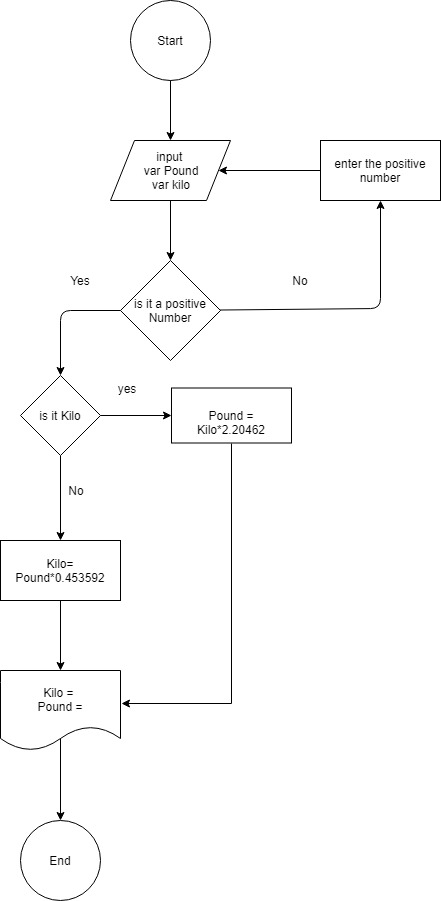 Start
input
var Pound
var kilo
enter the positive
number
is it a positive
Number
Yes
No
is it Kilo
yes
Pound =
Kilo*2.20462
No
Kilo=
Pound*0.453592
Kilo =
Pound =
End